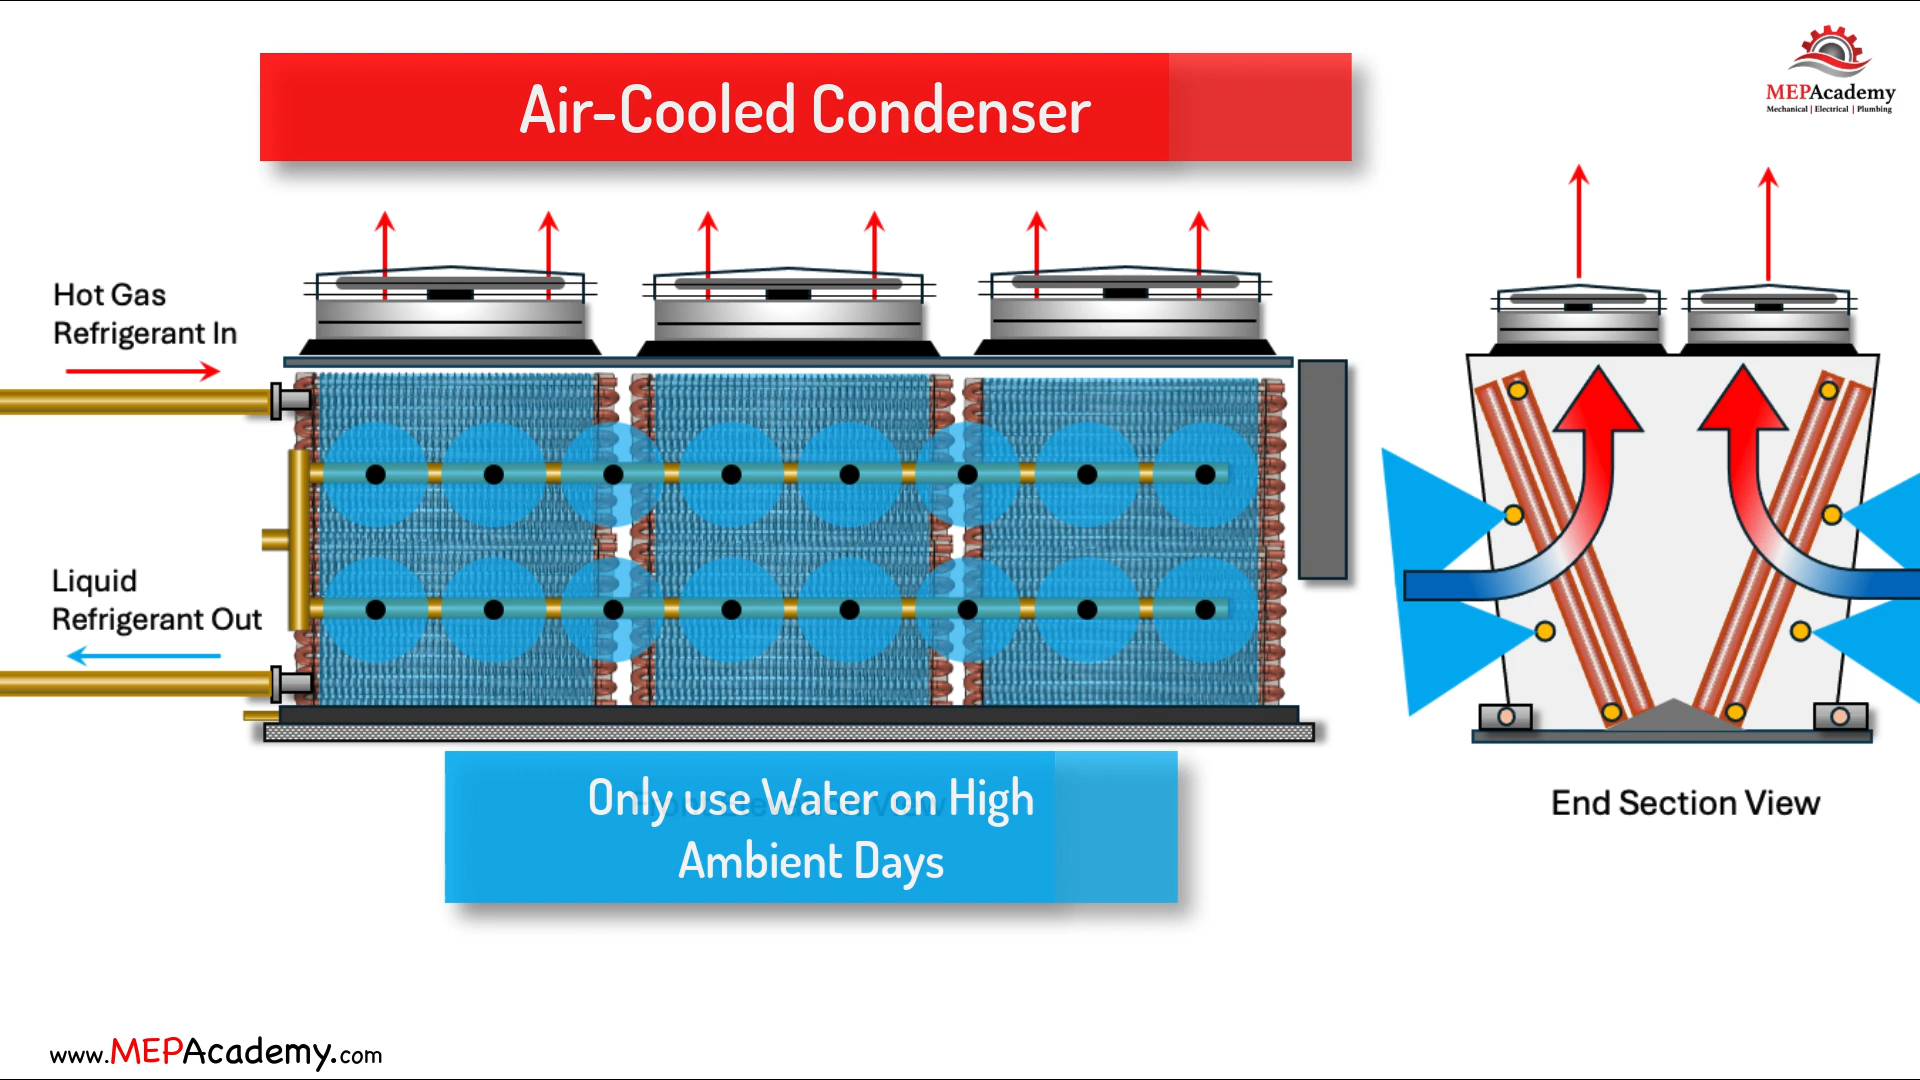 Air-Cooled Condenser
MEPAcademy
Mechanical | Electrical | Plumbing
Hot Gas
Refrigerant In
Liquid
Refrigerant Out
Only use Water on High
Ambient Days
End Section View
www.MEPAcademy.com